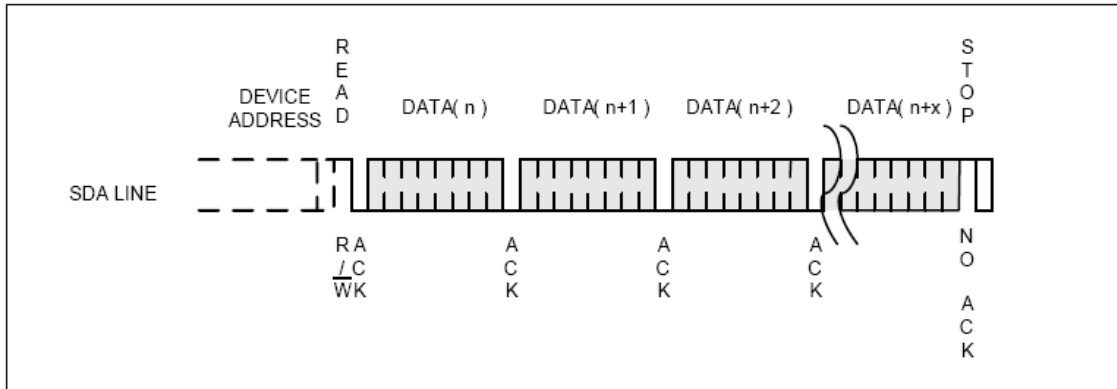 READ
STOP
DEVICE
ADDRESS
DATA( n )
DATA( n+1 )
DATA( n+2 )
DATA( n+x )
SDA LINE
R/W
ACK
ACK
ACK
ACK
NO ACK